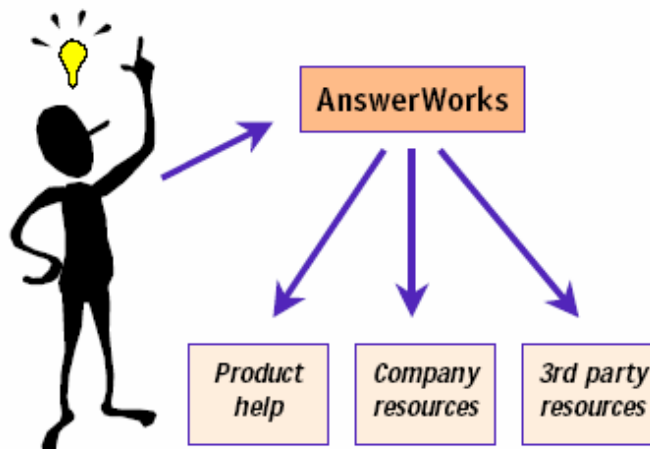 AnswerWorks
Product
help
Company
resources
3rd party
resources